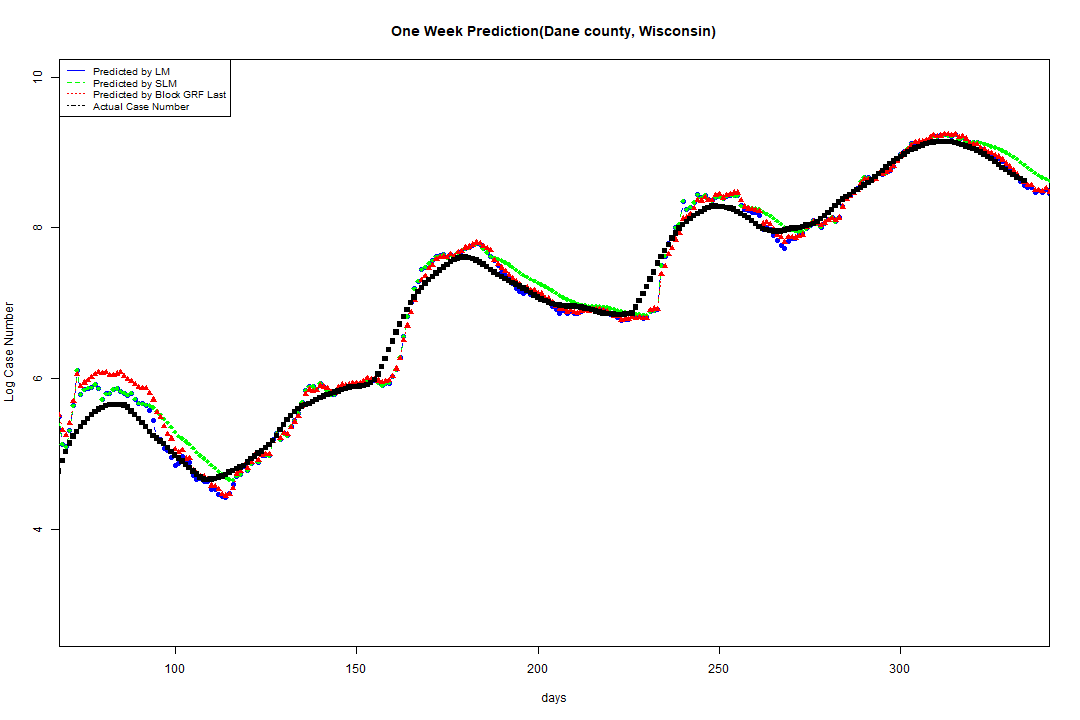 One Week Prediction(Dane county, Wisconsin)
Predicted by LM
Predicted by SLM
Predicted by Block GRF Last
Actual Case Number
10
8
6
4
Log Case Number
100 150 200 250 300
days